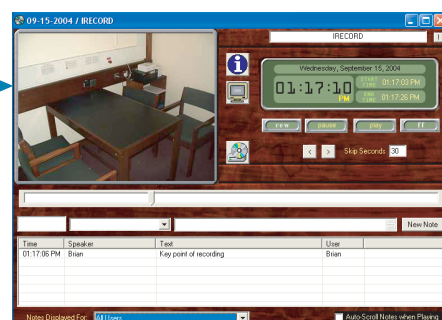 09-15-2004 / IRECORD
IRECORD
Wednesday, September 15, 2004
01:17:10 PM
START TIME 01:17:03 PM
END TIME 01:17:26 PM
rew pause play ff
< > Skip Seconds 30
New Note
Time Speaker Text User
01:17:06 PM Brian Key point of recording Brian
Notes Displayed For: All Users Auto-Scroll Notes when Playing